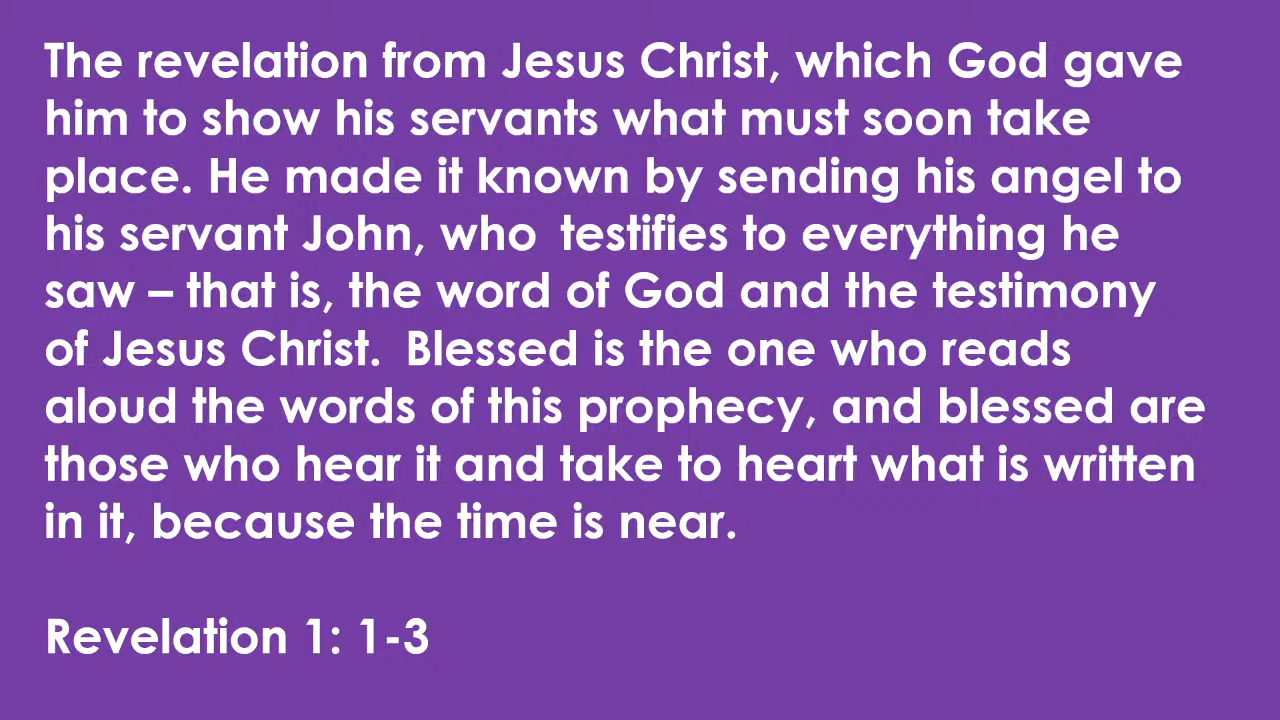 The revelation from Jesus Christ, which God gave
him to show his servants what must soon take
place. He made it known by sending his angel to
his servant John, who testifies to everything he
saw – that is, the word of God and the testimony
of Jesus Christ. Blessed is the one who reads
aloud the words of this prophecy, and blessed are
those who hear it and take to heart what is written
in it, because the time is near.
Revelation 1: 1-3